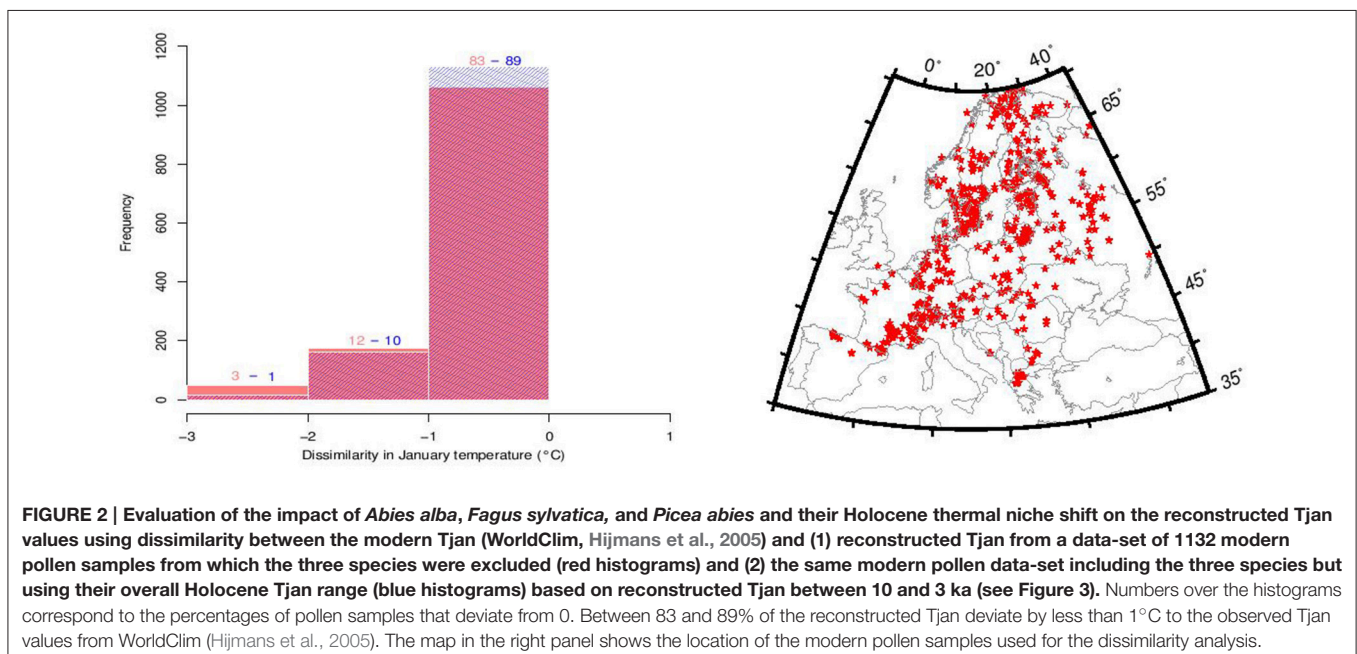 1200
1000
800
600
400
200
0
Frequency
83 – 89
12 – 10
3 – 1
−3
−2
−1
0
1
Dissimilarity in January temperature (°C)
0°
20°
40°
65°
55°
45°
35°
FIGURE 2 | Evaluation of the impact of Abies alba, Fagus sylvatica, and Picea abies and their Holocene thermal niche shift on the reconstructed Tjan
values using dissimilarity between the modern Tjan (WorldClim, Hijmans et al., 2005) and (1) reconstructed Tjan from a data-set of 1132 modern
pollen samples from which the three species were excluded (red histograms) and (2) the same modern pollen data-set including the three species but
using their overall Holocene Tjan range (blue histograms) based on reconstructed Tjan between 10 and 3 ka (see Figure 3). Numbers over the histograms
correspond to the percentages of pollen samples that deviate from 0. Between 83 and 89% of the reconstructed Tjan deviate by less than 1°C to the observed Tjan
values from WorldClim (Hijmans et al., 2005). The map in the right panel shows the location of the modern pollen samples used for the dissimilarity analysis.